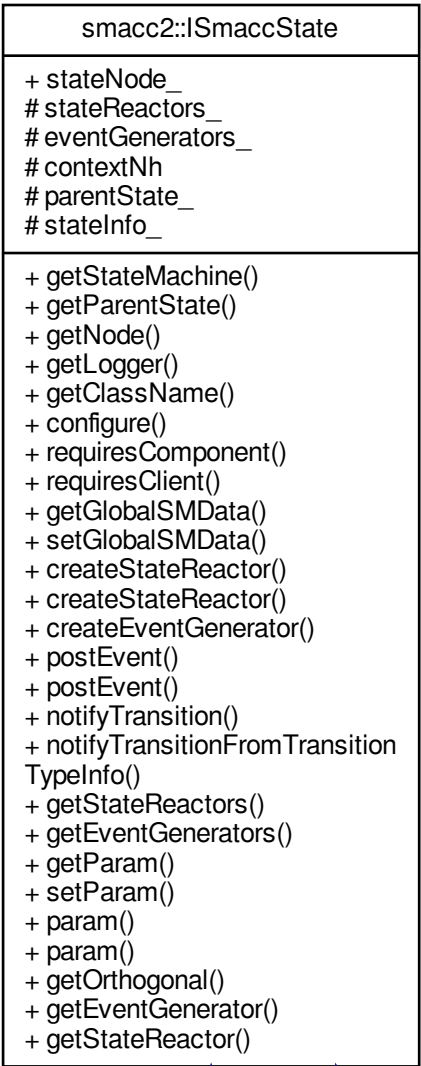 smacc2::ISmaccState
+ stateNode_
# stateReactors_
# eventGenerators_
# contextNh
# parentState_
# stateInfo_
+ getStateMachine()
+ getParentState()
+ getNode()
+ getLogger()
+ getClassName()
+ configure()
+ requiresComponent()
+ requiresClient()
+ getGlobalSMData()
+ setGlobalSMData()
+ createStateReactor()
+ createStateReactor()
+ createEventGenerator()
+ postEvent()
+ postEvent()
+ notifyTransition()
+ notifyTransitionFromTransition
TypeInfo()
+ getStateReactors()
+ getEventGenerators()
+ getParam()
+ setParam()
+ param()
+ param()
+ getOrthogonal()
+ getEventGenerator()
+ getStateReactor()